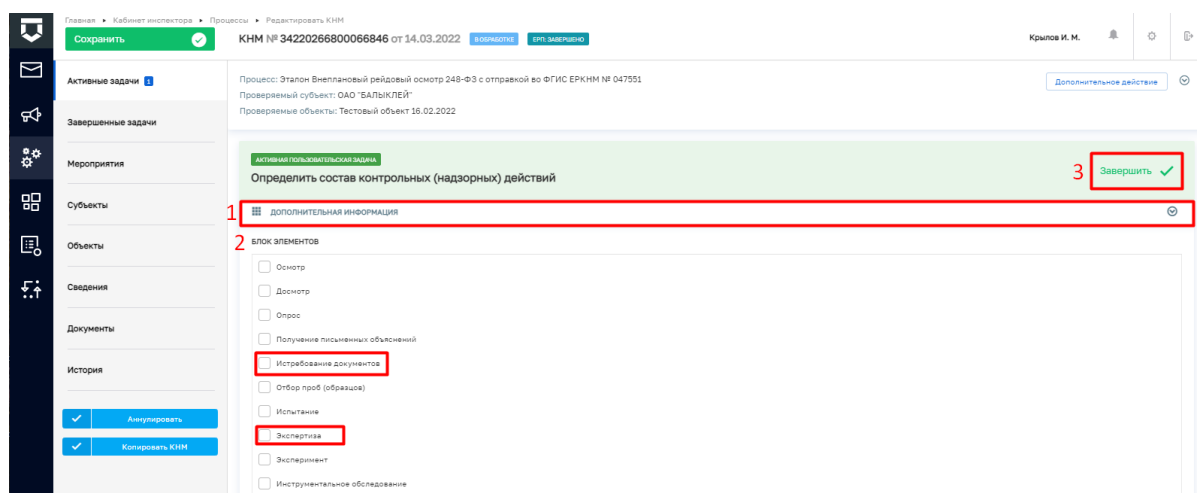 Главная ▸ Кабинет инспектора ▸ Процессы ▸ Редактировать КНМ
Сохранить
КНМ № 34220266800066846 от 14.03.2022 В ОБРАБОТКЕ ЕРП: ЗАВЕРШЕНО
Крылов И. М.
Активные задачи 1
Завершенные задачи
Мероприятия
Субъекты
Объекты
Сведения
Документы
История
Аннулировать
Копировать КНМ
Процесс: Эталон Внеплановый рейдовый осмотр 248-ФЗ с отправкой во ФГИС ЕРКНМ № 047551
Дополнительное действие
Проверяемый субъект: ОАО "БАЛЫКЛЕЙ"
Проверяемые объекты: Тестовый объект 16.02.2022
АКТИВНАЯ ПОЛЬЗОВАТЕЛЬСКАЯ ЗАДАЧА
Определить состав контрольных (надзорных) действий
3 Завершить
1 ДОПОЛНИТЕЛЬНАЯ ИНФОРМАЦИЯ
2 БЛОК ЭЛЕМЕНТОВ
Осмотр
Досмотр
Опрос
Получение письменных объяснений
Истребование документов
Отбор проб (образцов)
Испытание
Экспертиза
Эксперимент
Инструментальное обследование